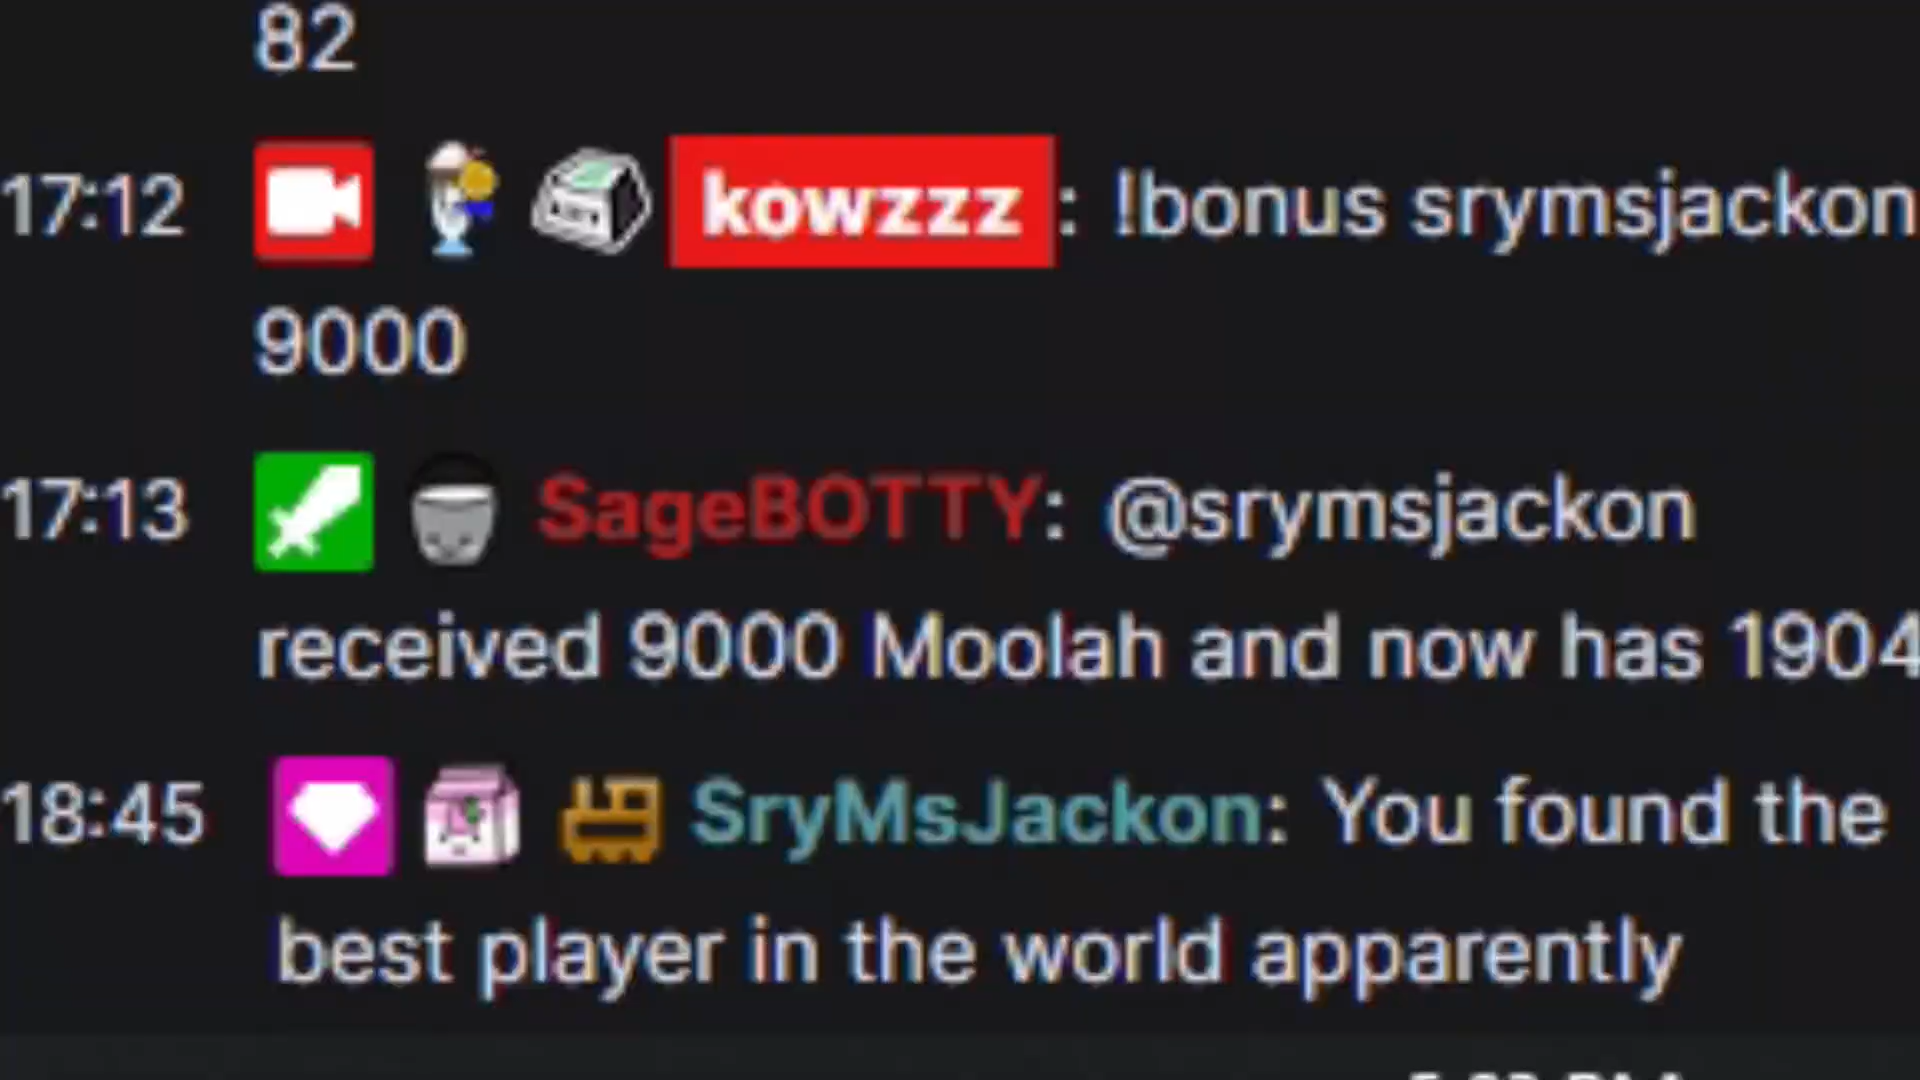 82
17:12 kowzzz: !bonus srymsjackon
9000
17:13 SageBOTTY: @srymsjackon
received 9000 Moolah and now has 1904
18:45 SryMsJackon: You found the
best player in the world apparently